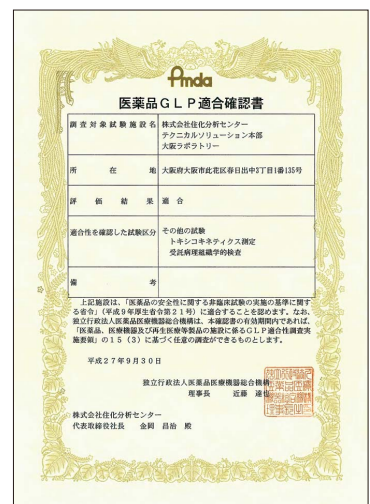 Pmda
医薬品GLP適合確認書
調査対象試験施設名 株式会社住化分析センター
テクニカルソリューション本部
大阪ラボラトリー
所在地 大阪府大阪市此花区春日出中3丁目1番135号
評価結果 適合
適合性を確認した試験区分 その他の試験
トキシコキネティクス測定
受託病理組織学的検査
備考
上記施設は、「医薬品の安全性に関する非臨床試験の実施の基準に関す
る省令」(平成9年厚生省令第21号)に適合することを認めます。なお、
独立行政法人医薬品医療機器総合機構は、本確認書の有効期間内であれば、
「医薬品、医療機器及び再生医療等製品の施設に係るGLP適合性調査実
施要領」の15(3)に基づく任意の調査ができるものとします。
平成27年9月30日
独立行政法人医薬品医療機器総合機構
理事長 近藤 達也
株式会社住化分析センター
代表取締役社長 金岡 昌治 殿